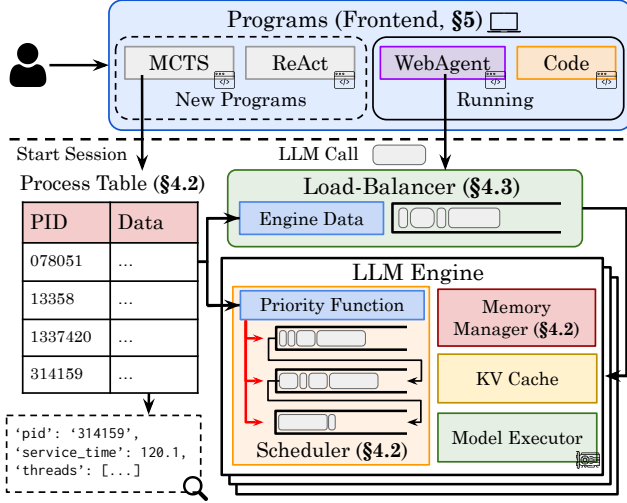 Programs (Frontend, §5)
MCTS
ReAct
WebAgent
Code
New Programs
Running
Start Session
LLM Call
Process Table (§4.2)
Load-Balancer (§4.3)
PID Data
Engine Data
078051 ...
13358 ...
1337420 ...
314159 ...
LLM Engine
Priority Function
Memory
Manager (§4.2)
KV Cache
Model Executor
Scheduler (§4.2)
‘pid’: ‘314159’,
‘service_time’: 120.1,
‘threads’: [...]